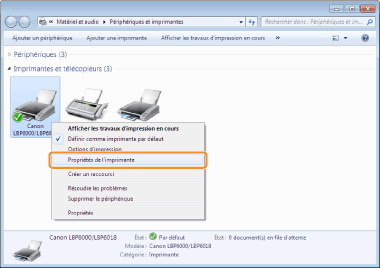 Matériel et audio ▸ Périphériques et imprimantes
Rechercher dans : Périphériques et im...
Ajouter un périphérique Ajouter une imprimante Afficher les travaux d'impression en cours »
Périphériques (3)
Imprimantes et télécopieurs (3)
Canon
LBP6000/LBP6018
Afficher les travaux d'impression en cours
Définir comme imprimante par défaut
Options d'impression
Propriétés de l'imprimante
Créer un raccourci
Résoudre les problèmes
Supprimer le périphérique
Propriétés
Canon LBP6000/LBP6018 État : Par défaut État : 0 document(s) en file d'attente
Modèle : Canon LBP6000/LBP6018
Catégorie : Imprimante